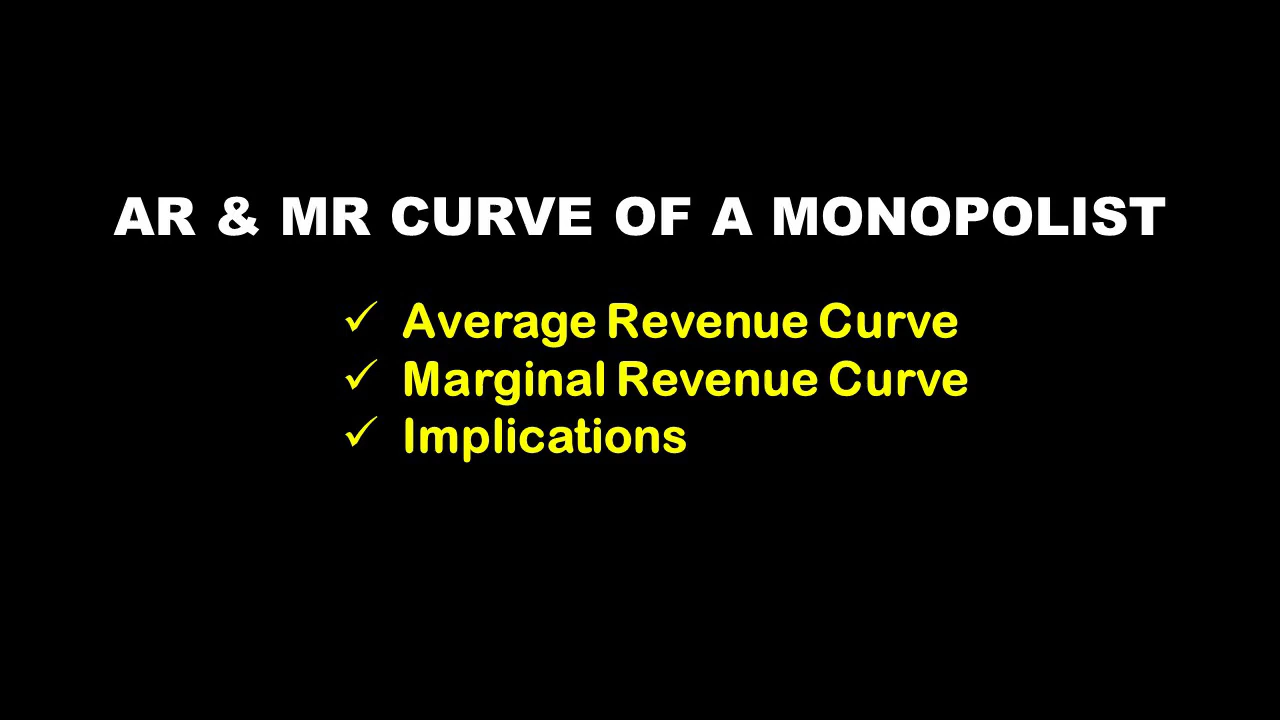 AR & MR CURVE OF A MONOPOLIST
✓ Average Revenue Curve
✓ Marginal Revenue Curve
✓ Implications